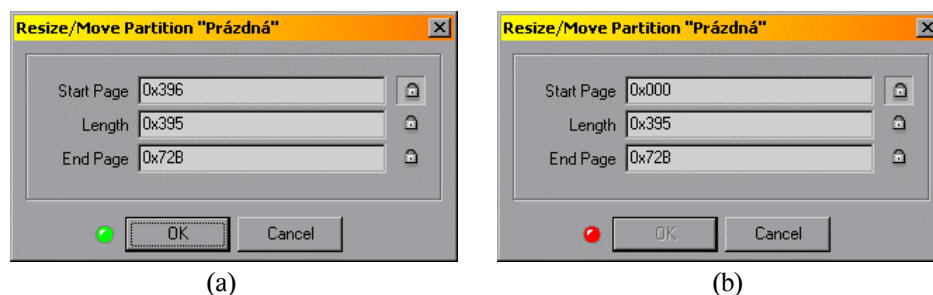 Resize/Move Partition "Prázdná"
Start Page 0x396
Length 0x395
End Page 0x72B
OK Cancel
(a)
Resize/Move Partition "Prázdná"
Start Page 0x000
Length 0x395
End Page 0x72B
OK Cancel
(b)